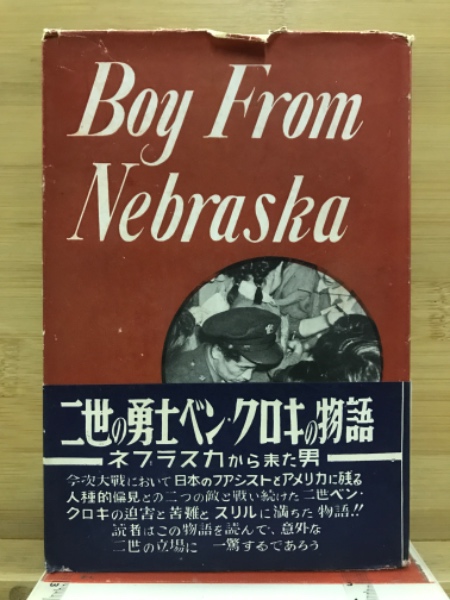 Boy From
Nebraska
二世の勇士ベン・クロキの物語
ネブラスカから来た男
今次大戦において日本のファシストとアメリカに残る
人種的偏見との二つの敵と戦い続けた二世ベン・
クロキの迫害と苦難とスリルに満ちた物語!!
読者はこの物語を読んで、意外な
二世の立場に 一驚するであろう